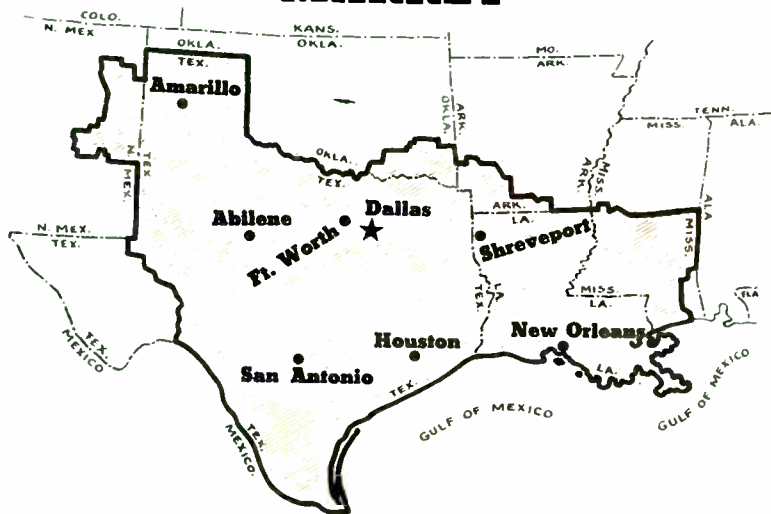 COLO.
N. MEX
KANS.
OKLA.
OKLA.
TEX.
MO.
ARK.
Amarillo
OKLA.
ARK.
TENN.
MISS.
ALA.
N. MEX.
TEX
OKLA.
TEX.
MISS.
ARK.
ALA
MISS.
Abilene
Ft. Worth
Dallas
ARK.
LA.
Shreveport
N. MEX.
TEX.
TEX.
LA.
MISS.
LA.
FLA
TEX.
MEXICO
San Antonio
Houston
New Orleans
TEX.
LA.
GULF OF MEXICO
GULF OF MEXICO
TEX.
MEXICO.